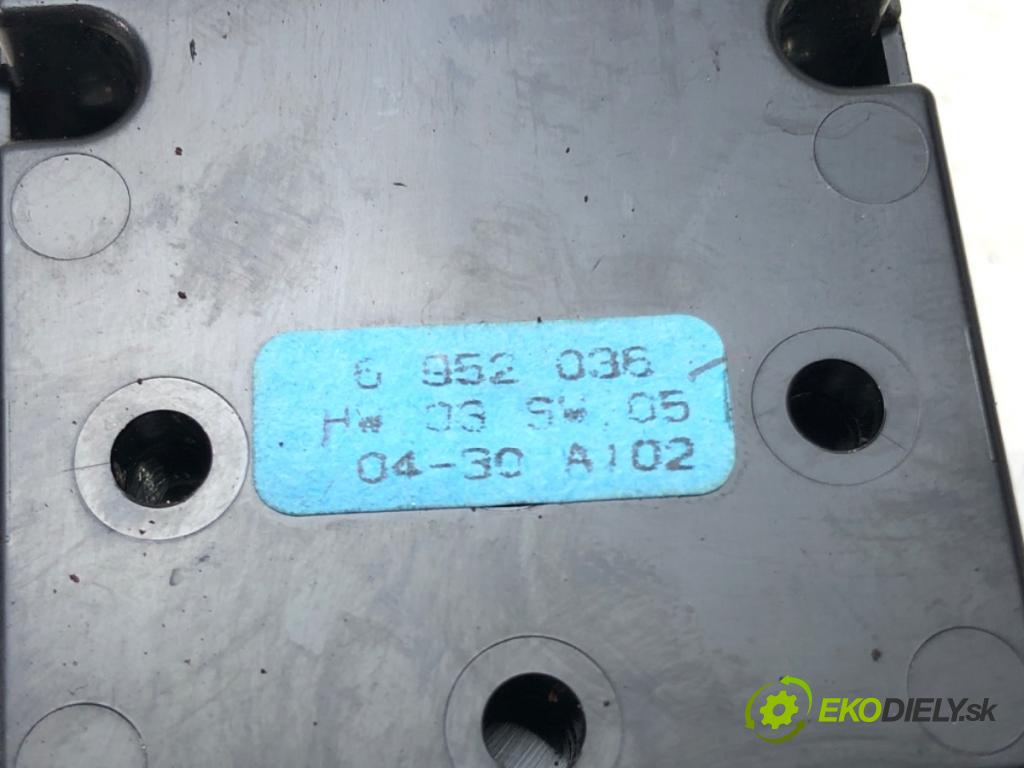 6 952 036
HW 03 SW 05
04-30 A102
EKODIELY.sk